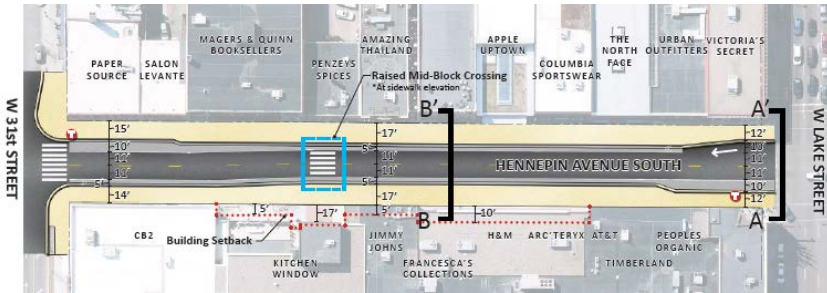 MAGERS & QUINN
BOOKSELLERS
AMAZING
THAILAND
APPLE
UPTOWN
THE
NORTH
FACE
URBAN
OUTFITTERS
VICTORIA'S
SECRET
PAPER
SOURCE
SALON
LEVANTE
PENZEYS
SPICES
COLUMBIA
SPORTSWEAR
Raised Mid-Block Crossing
*At sidewalk elevation
B'
A'
W 31st STREET
W LAKE STREET
T
15'
10'
11'
11'
5'
14'
17'
5'
11'
11'
17'
5'
HENNEPIN AVENUE SOUTH
12'
10'
11'
11'
10'
12'
T
5'
17'
10'
B
A
Building Setback
CB2
KITCHEN
WINDOW
JIMMY
JOHNS
FRANCESCA'S
COLLECTIONS
H&M
ARC'TERYX
AT&T
TIMBERLAND
PEOPLES
ORGANIC